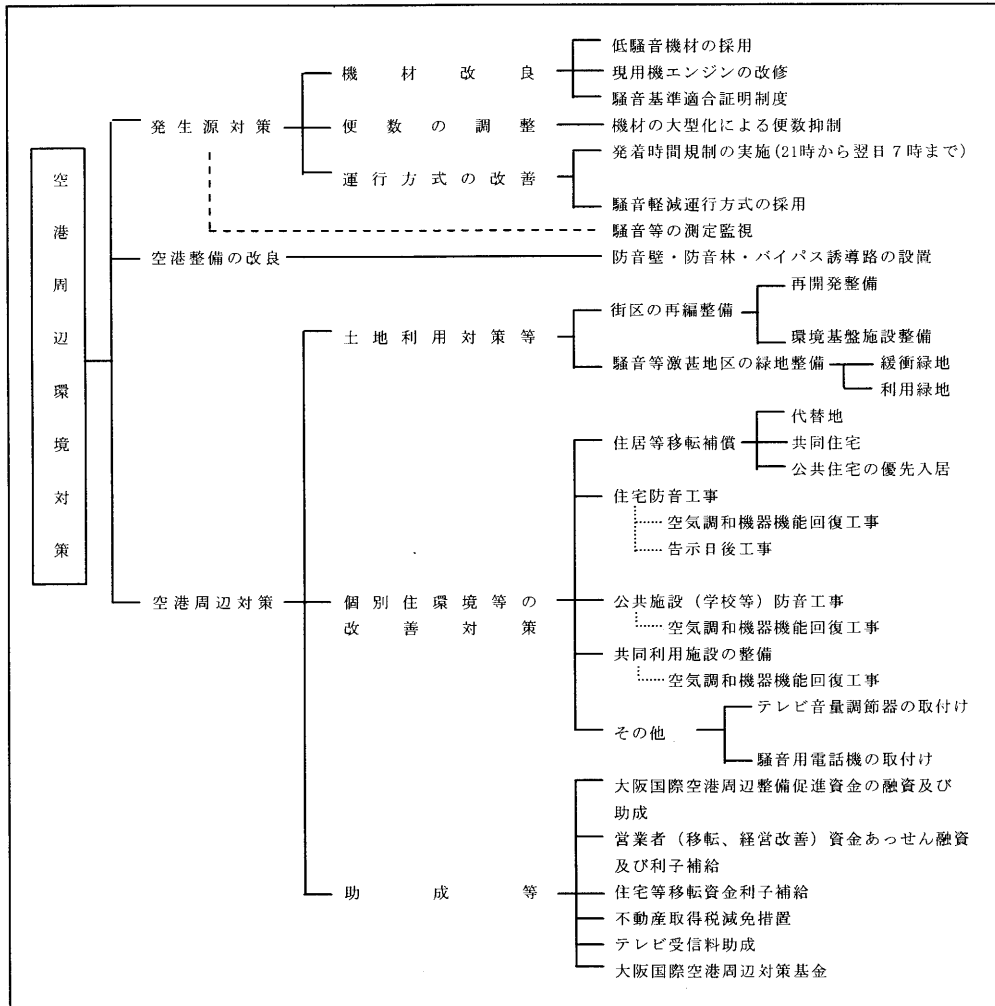 空港周辺環境対策
発生源対策
機材改良
低騒音機材の採用
現用機エンジンの改修
騒音基準適合証明制度
便数の調整
機材の大型化による便数抑制
運行方式の改善
発着時間規制の実施(21時から翌日7時まで)
騒音軽減運行方式の採用
騒音等の測定監視
空港整備の改良
防音壁・防音林・バイパス誘導路の設置
空港周辺対策
土地利用対策等
街区の再編整備
再開発整備
環境基盤施設整備
騒音等激甚地区の緑地整備
緩衝緑地
利用緑地
個別住環境等の
改善対策
住居等移転補償
代替地
共同住宅
公共住宅の優先入居
住宅防音工事
空気調和機器機能回復工事
告示日後工事
公共施設（学校等）防音工事
空気調和機器機能回復工事
共同利用施設の整備
空気調和機器機能回復工事
その他
テレビ音量調節器の取付け
騒音用電話機の取付け
助成等
大阪国際空港周辺整備促進資金の融資及び
助成
営業者（移転、経営改善）資金あっせん融資
及び利子補給
住宅等移転資金利子補給
不動産取得税減免措置
テレビ受信料助成
大阪国際空港周辺対策基金